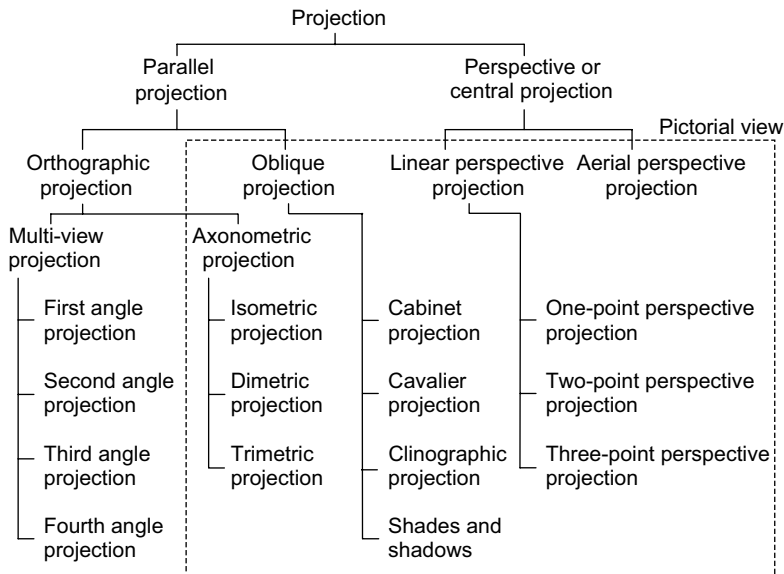 Projection
Parallel
projection
Perspective or
central projection
Pictorial view
Orthographic
projection
Oblique
projection
Linear perspective
projection
Aerial perspective
projection
Multi-view
projection
Axonometric
projection
First angle
projection
Second angle
projection
Third angle
projection
Fourth angle
projection
Isometric
projection
Dimetric
projection
Trimetric
projection
Cabinet
projection
Cavalier
projection
Clinographic
projection
Shades and
shadows
One-point perspective
projection
Two-point perspective
projection
Three-point perspective
projection